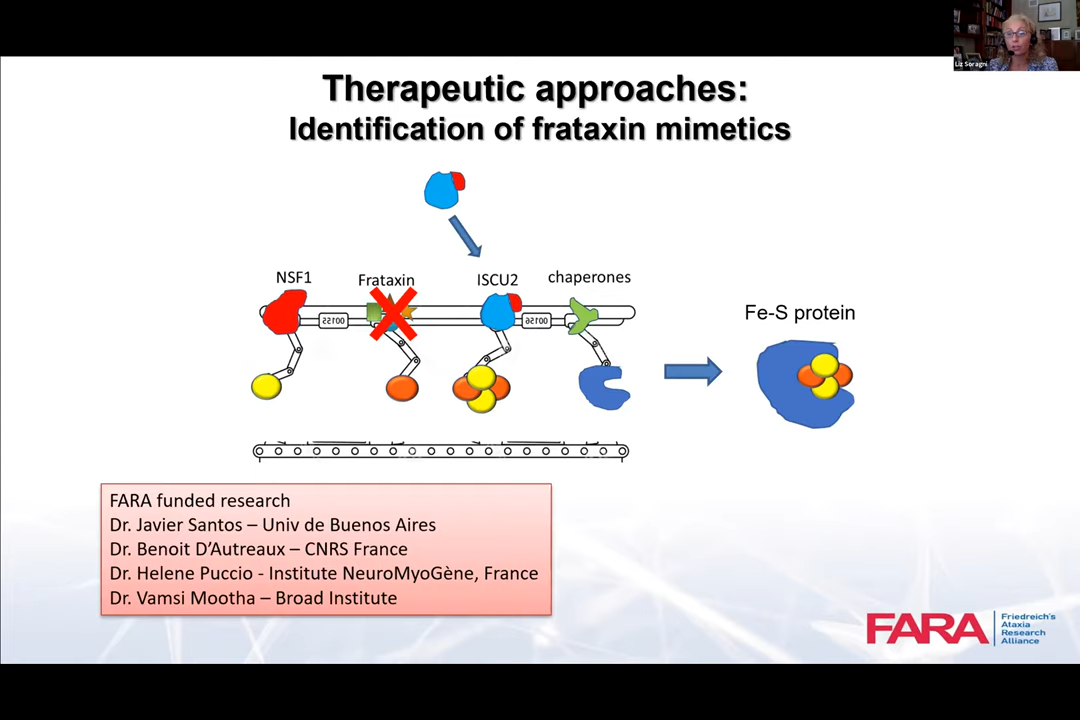 Liz Soragni
Therapeutic approaches:
Identification of frataxin mimetics
NSF1
Frataxin
ISCU2
chaperones
00155
00156
Fe-S protein
FARA funded research
Dr. Javier Santos – Univ de Buenos Aires
Dr. Benoit D’Autreaux – CNRS France
Dr. Helene Puccio - Institute NeuroMyoGène, France
Dr. Vamsi Mootha – Broad Institute
FARA
Friedreich's
Ataxia
Research
Alliance